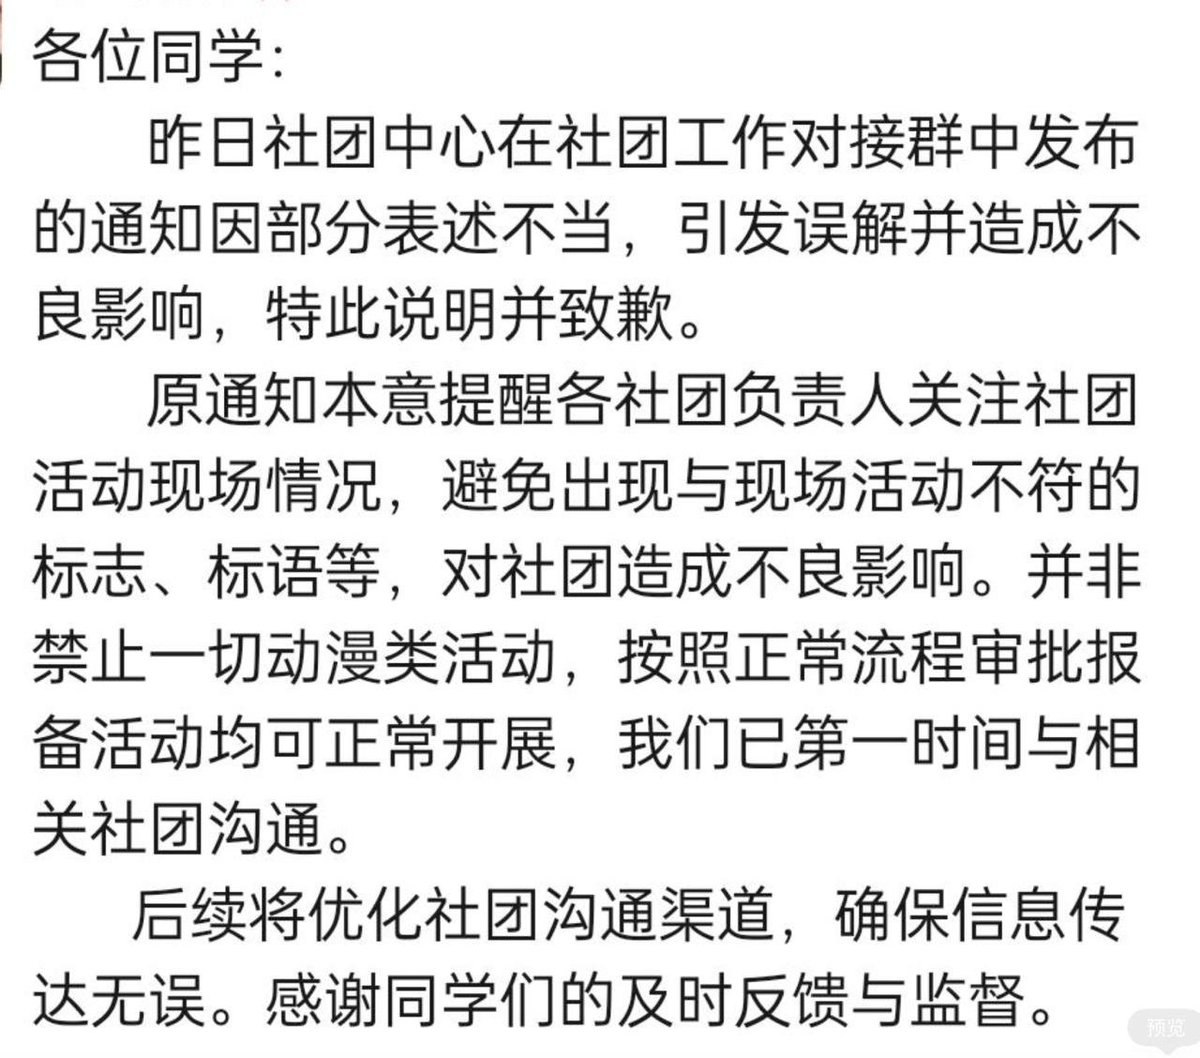 各位同学：
昨日社团中心在社团工作对接群中发布
的通知因部分表述不当，引发误解并造成不
良影响，特此说明并致歉。
原通知本意提醒各社团负责人关注社团
活动现场情况，避免出现与现场活动不符的
标志、标语等，对社团造成不良影响。并非
禁止一切动漫类活动，按照正常流程审批报
备活动均可正常开展，我们已第一时间与相
关社团沟通。
后续将优化社团沟通渠道，确保信息传
达无误。感谢同学们的及时反馈与监督。
预览